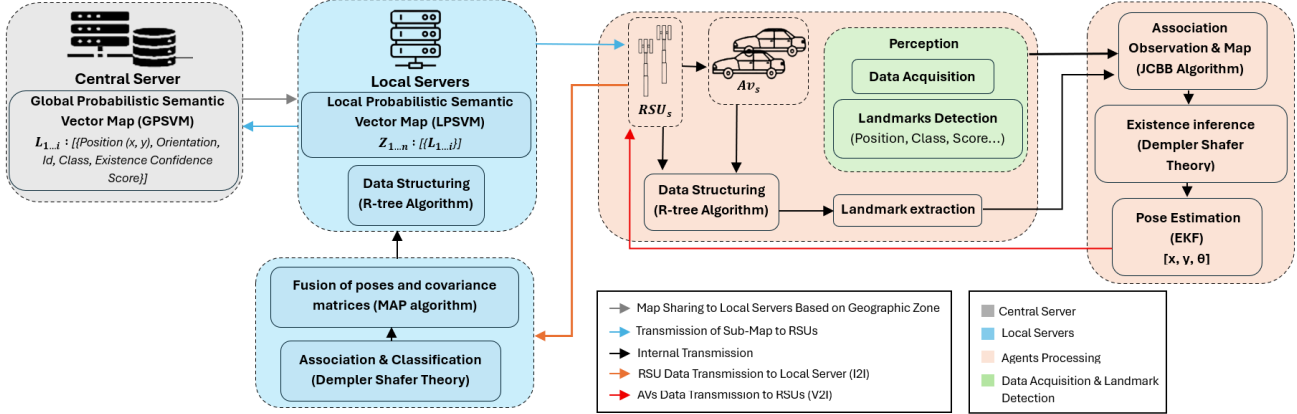 Central Server
Global Probabilistic Semantic
Vector Map (GPSVM)
L₁…ᵢ : [{Position (x, y), Orientation,
Id, Class, Existence Confidence
Score}]
Local Servers
Local Probabilistic Semantic
Vector Map (LPSVM)
Z₁…ₙ : [{L₁…ᵢ}]
Data Structuring
(R-tree Algorithm)
Fusion of poses and covariance
matrices (MAP algorithm)
Association & Classification
(Dempler Shafer Theory)
RSUₛ
Avₛ
Perception
Data Acquisition
Landmarks Detection
(Position, Class, Score...)
Data Structuring
(R-tree Algorithm)
Landmark extraction
Association
Observation & Map
(JCBB Algorithm)
Existence inference
(Dempler Shafer
Theory)
Pose Estimation
(EKF)
[x, y, θ]
Map Sharing to Local Servers Based on Geographic Zone
Transmission of Sub-Map to RSUs
Internal Transmission
RSU Data Transmission to Local Server (I2I)
AVs Data Transmission to RSUs (V2I)
Central Server
Local Servers
Agents Processing
Data Acquisition & Landmark
Detection